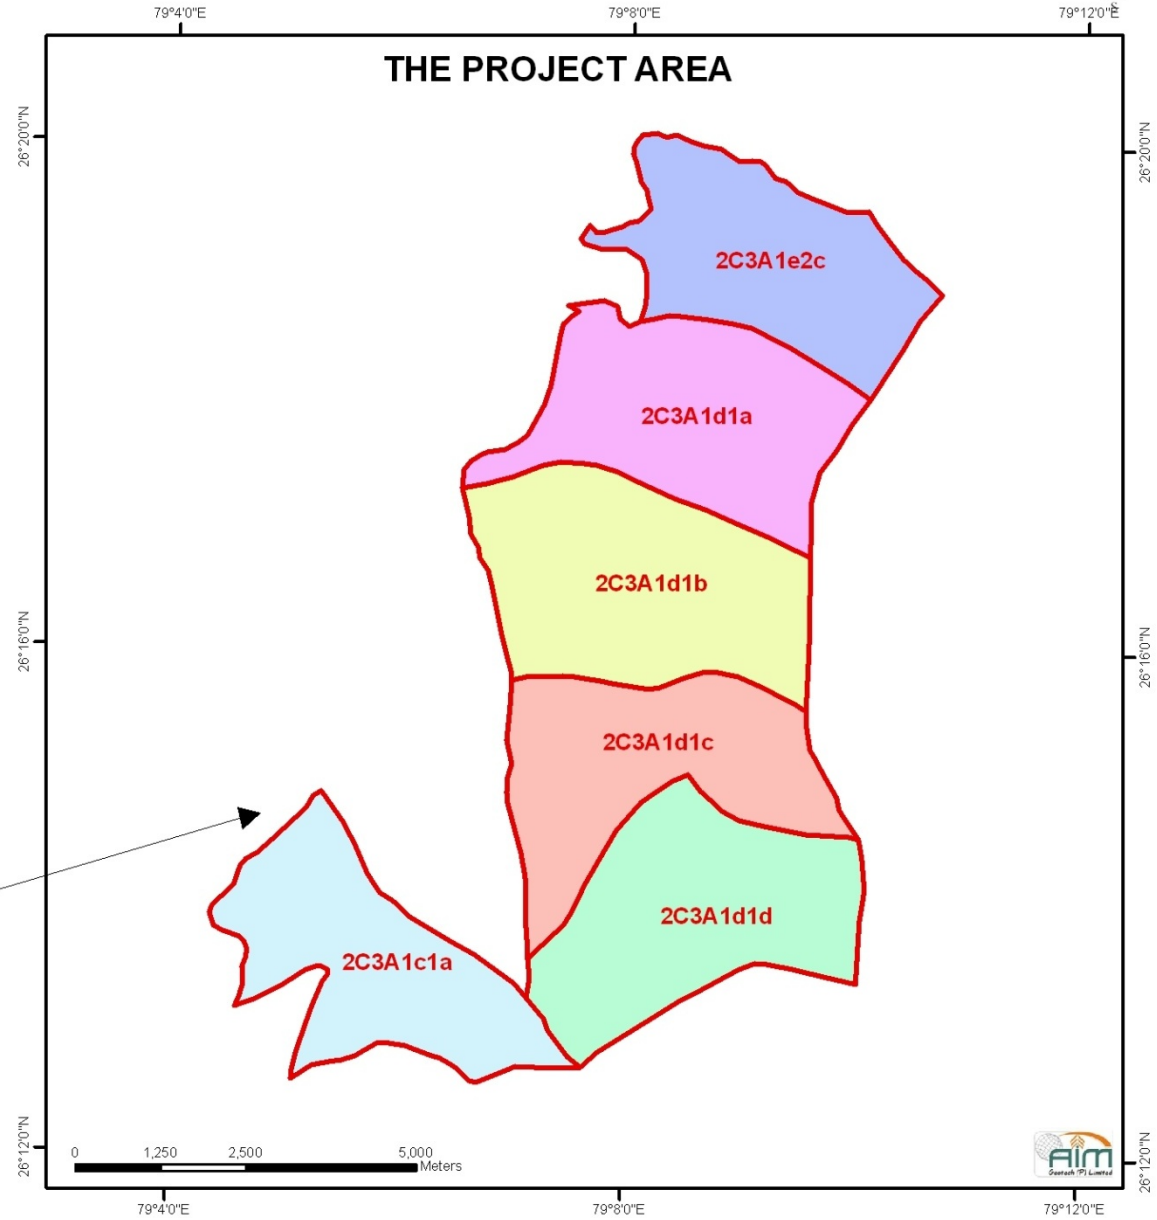 79°4'0"E
79°8'0"E
79°12'0"E
THE PROJECT AREA
26°20'0"N
26°20'0"N
2C3A1e2c
2C3A1d1a
2C3A1d1b
26°16'0"N
26°16'0"N
2C3A1d1c
2C3A1d1d
2C3A1c1a
26°12'0"N
26°12'0"N
0 1,250 2,500 5,000
Meters
AIM
Geotech (P) Limited
79°4'0"E
79°8'0"E
79°12'0"E